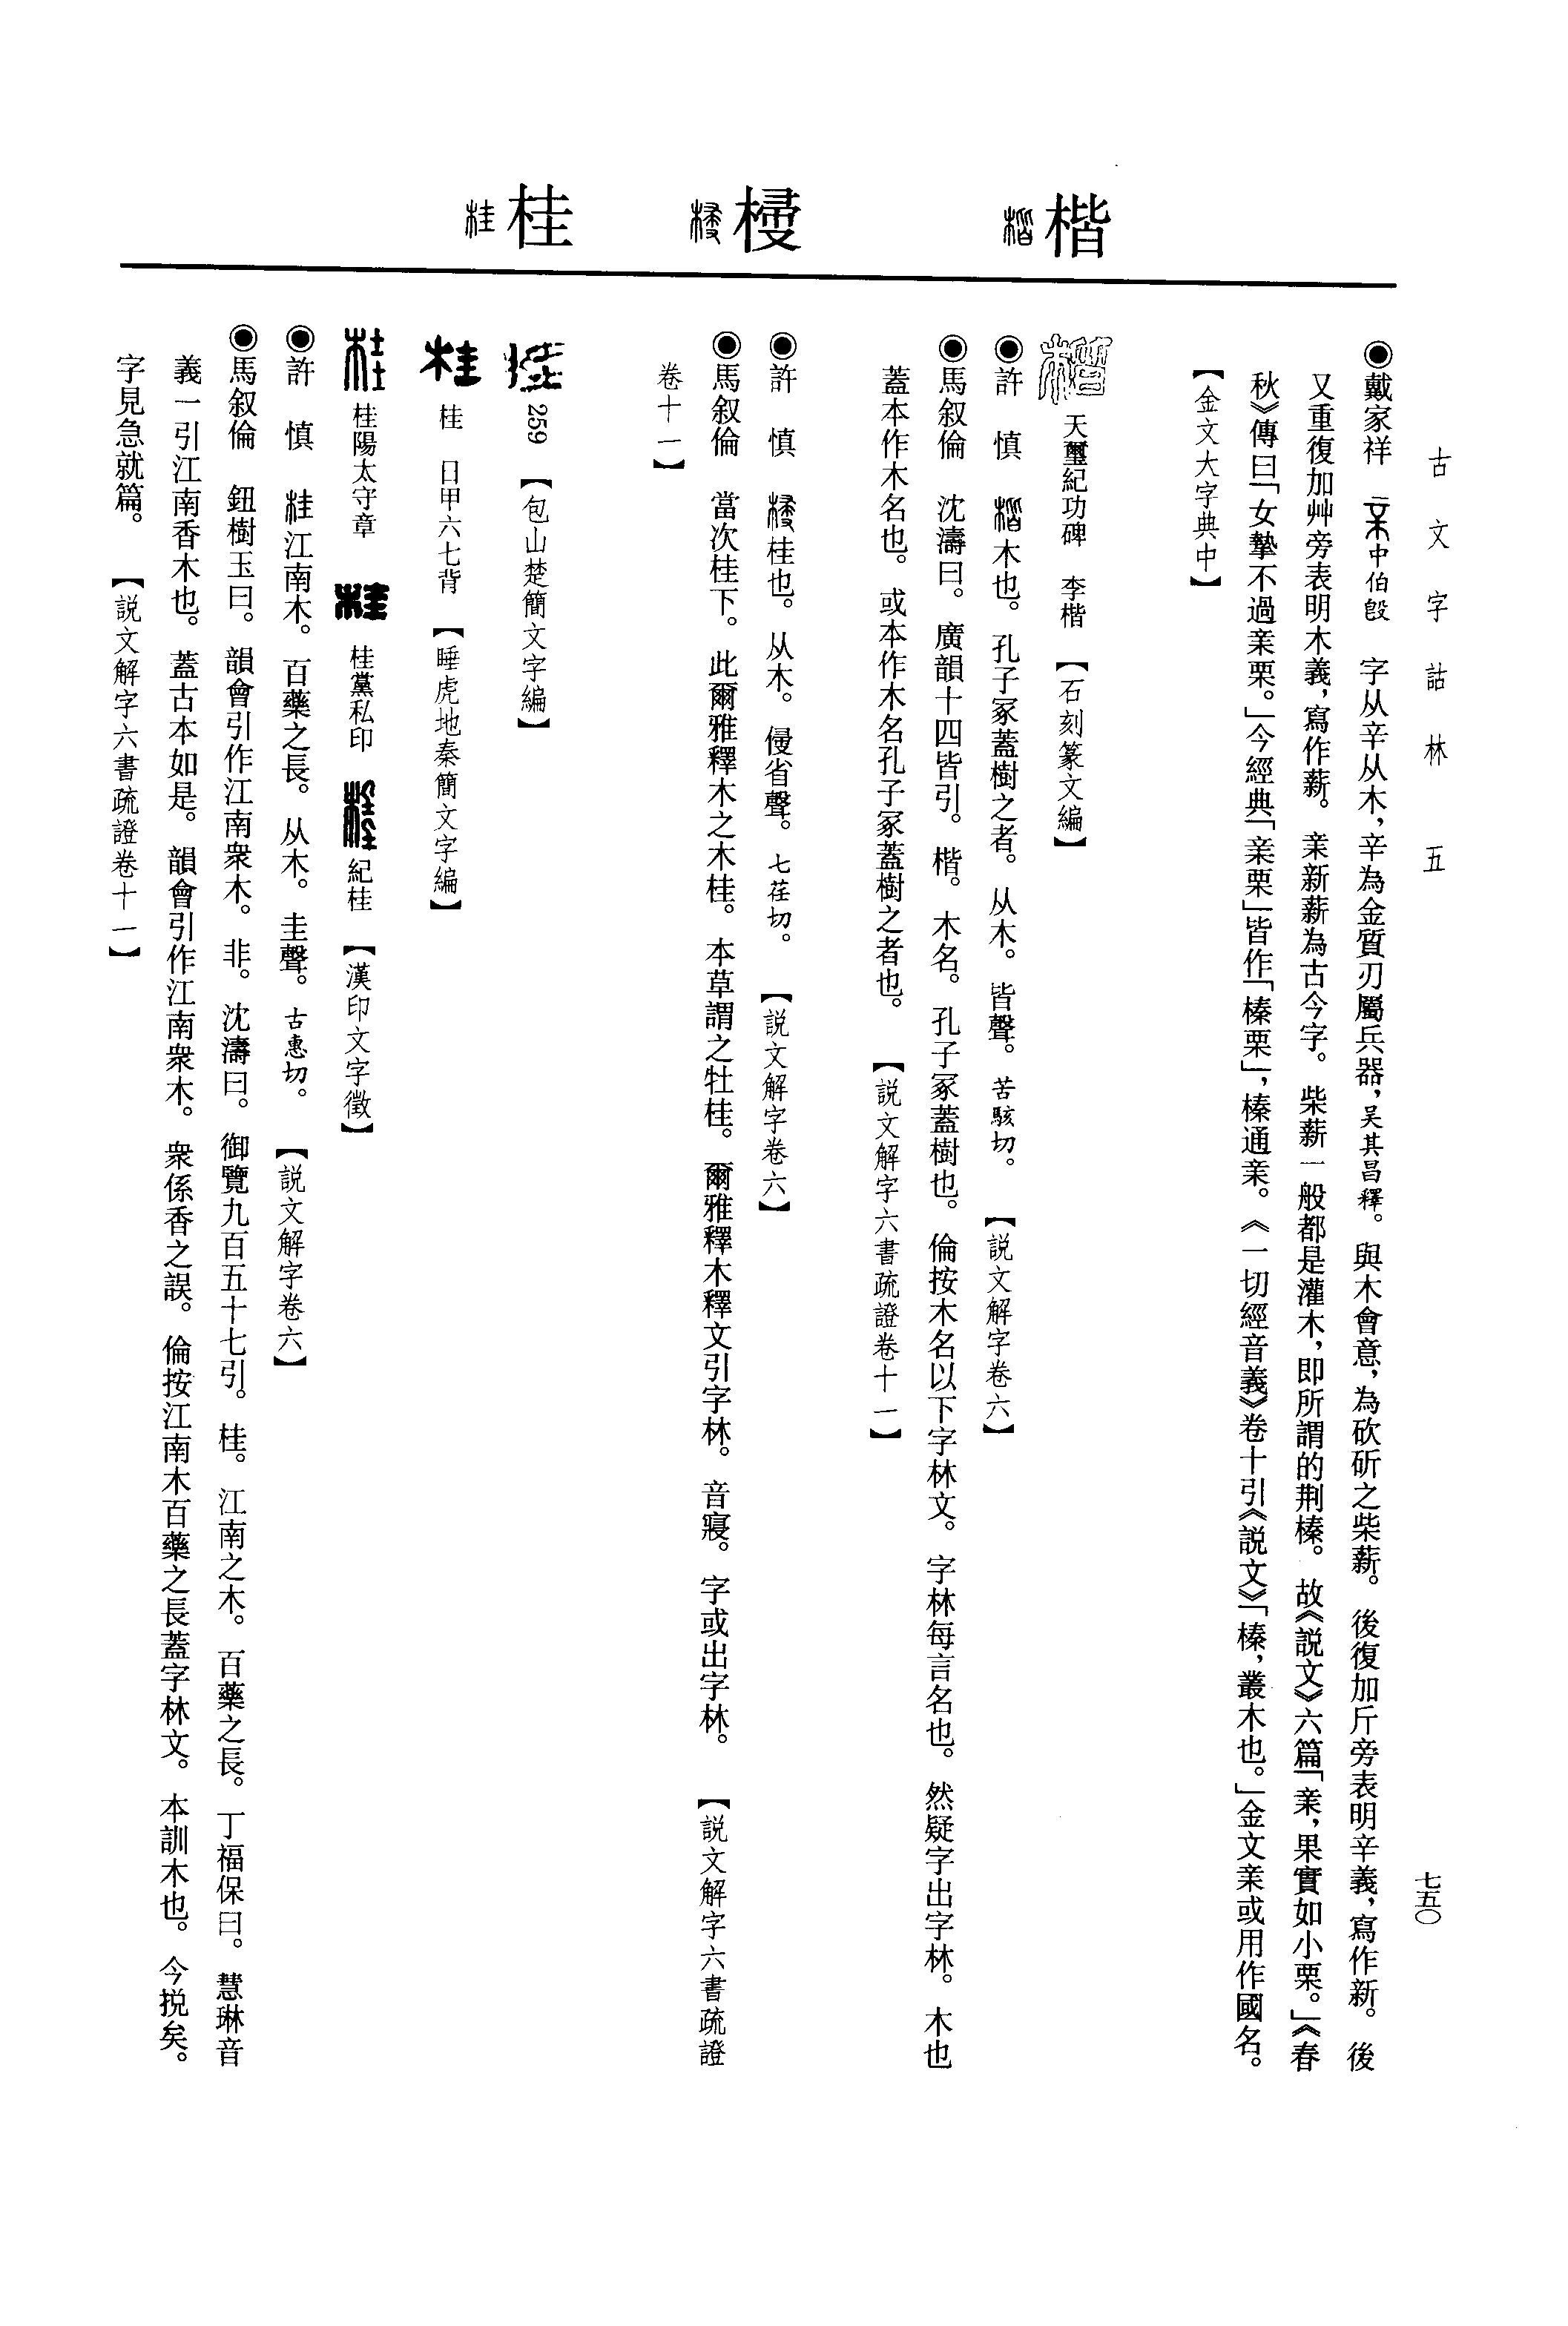 古文字詁林　五
七五〇
楷
梫
桂
◉戴家祥　中伯𣪘　字从辛从木，辛為金質刃屬兵器，吴其昌釋。與木會意，為砍斫之柴薪。後復加斤旁表明辛義，寫作新。後
又重復加艸旁表明木義，寫作薪。亲新薪為古今字。柴薪一般都是灌木，即所謂的荆榛。故《説文》六篇「亲，果實如小栗。」《春
秋》傳曰「女摯不過亲栗。」今經典「亲栗」皆作「榛栗」，榛通亲。《一切經音義》卷十引《説文》「榛，叢木也。」金文亲或用作國名。
【金文大字典中】
天璽紀功碑　李楷　【石刻篆文編】
◉許　慎　楷木也。孔子冢蓋樹之者。从木。皆聲。苦駭切。　【説文解字卷六】
◉馬叙倫　沈濤曰。廣韻十四皆引。楷。木名。孔子冢蓋樹也。倫按木名以下字林文。字林每言名也。然疑字出字林。木也
蓋本作木名也。或本作木名孔子冢蓋樹之者也。　【説文解字六書疏證卷十一】
◉許　慎　梫桂也。从木。侵省聲。七荏切。　【説文解字卷六】
◉馬叙倫　當次桂下。此爾雅釋木之木桂。本草謂之牡桂。爾雅釋木釋文引字林。音寢。字或出字林。　【説文解字六書疏證
卷十一】
259　【包山楚簡文字編】
桂　日甲六七背　【睡虎地秦簡文字編】
桂陽太守章　桂黨私印　紀桂　【漢印文字徵】
◉許　慎　桂江南木。百藥之長。从木。圭聲。古惠切。　【説文解字卷六】
◉馬叙倫　鈕樹玉曰。韻會引作江南衆木。非。沈濤曰。御覽九百五十七引。桂。江南之木。百藥之長。丁福保曰。慧琳音
義一引江南香木也。蓋古本如是。韻會引作江南衆木。衆係香之誤。倫按江南木百藥之長蓋字林文。本訓木也。今挩矣。
字見急就篇。　【説文解字六書疏證卷十一】